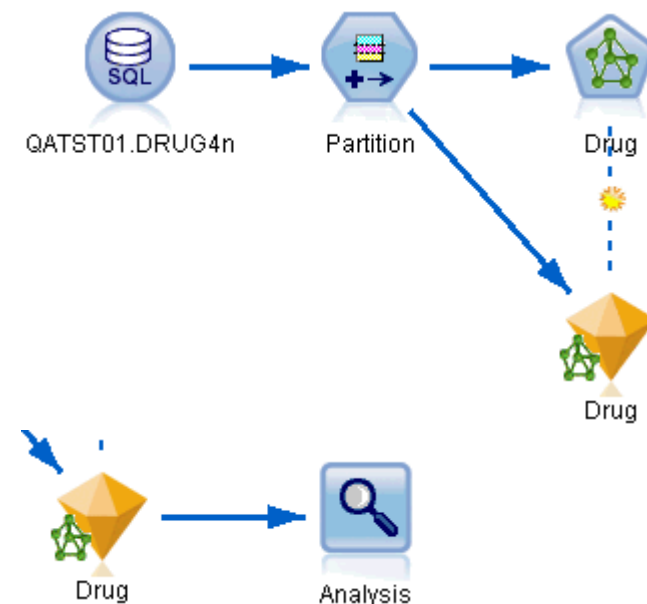 SQL
QATST01.DRUG4n
Partition
Drug
Drug
Drug
Analysis